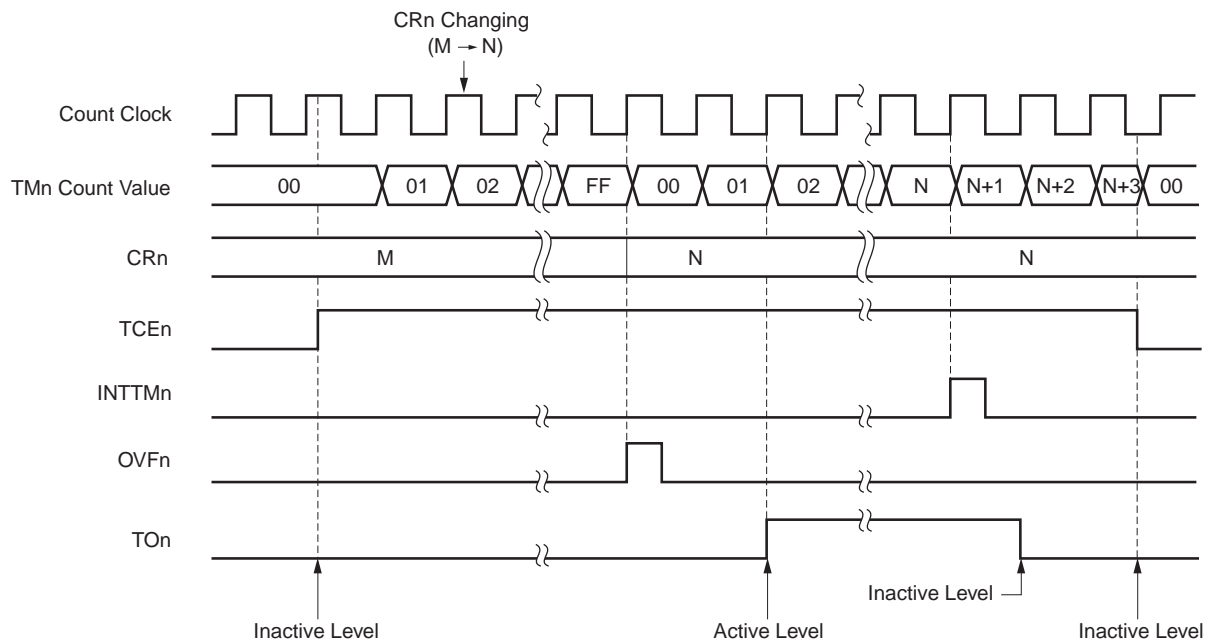 CRn Changing
(M → N)
Count Clock
TMn Count Value
00 01 02 FF 00 01 02 N N+1 N+2 N+3 00
CRn
M N N
TCEn
INTTMn
OVFn
TOn
Inactive Level
Inactive Level Active Level Inactive Level